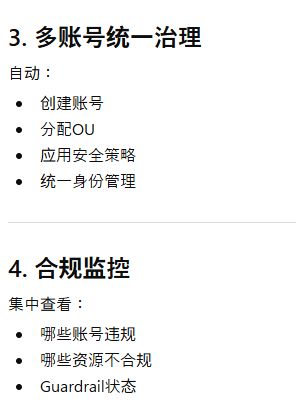 3. 多账号统一治理
自动：
• 创建账号
• 分配OU
• 应用安全策略
• 统一身份管理
4. 合规监控
集中查看：
• 哪些账号违规
• 哪些资源不合规
• Guardrail状态